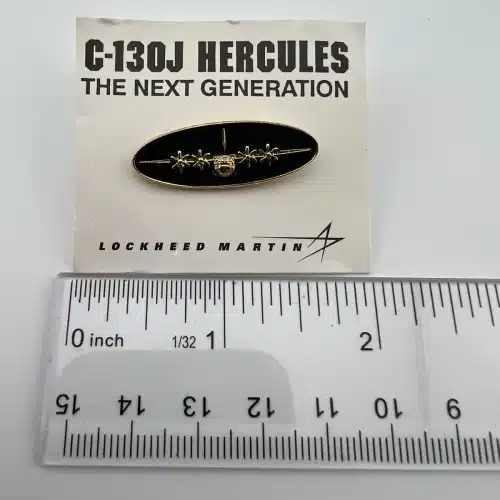 C-130J HERCULES
THE NEXT GENERATION
LOCKHEED MARTIN
0 inch 1/32 1 2
15 14 13 12 11 10 9